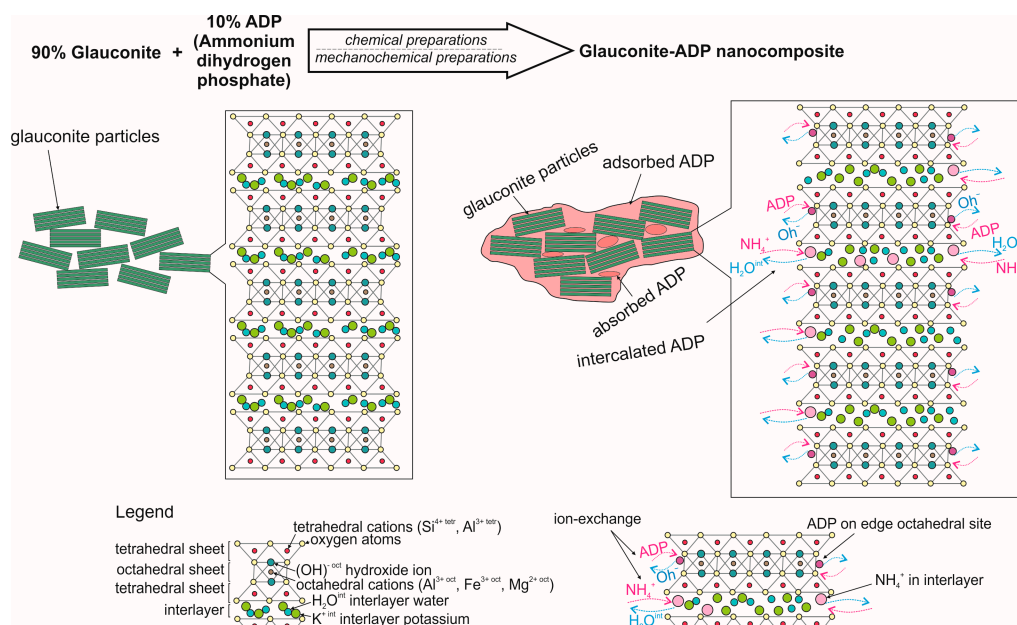 90% Glauconite
+
10% ADP
(Ammonium
dihydrogen
phosphate)
chemical preparations
mechanochemical preparations
Glauconite-ADP nanocomposite
glauconite particles
glauconite particles
adsorbed ADP
absorbed ADP
intercalated ADP
ADP
Oh⁻
NH₄⁺
H₂Oⁱⁿᵗ
Oh⁻
ADP
H₂O
NH
Legend
tetrahedral sheet
octahedral sheet
tetrahedral sheet
interlayer
tetrahedral cations (Si⁴⁺ ᵗᵉᵗʳ, Al³⁺ ᵗᵉᵗʳ)
oxygen atoms
(OH)⁻ ᵒᶜᵗ hydroxide ion
octahedral cations (Al³⁺ ᵒᶜᵗ, Fe³⁺ ᵒᶜᵗ, Mg²⁺ ᵒᶜᵗ)
H₂Oⁱⁿᵗ interlayer water
K⁺ ⁱⁿᵗ interlayer potassium
ion-exchange
ADP
Oh⁻
NH₄⁺
H₂Oⁱⁿᵗ
ADP on edge octahedral site
NH₄⁺ in interlayer